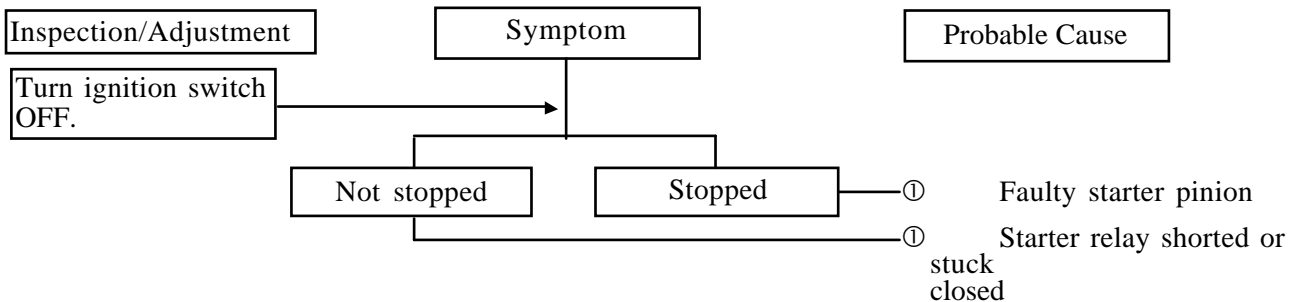 Inspection/Adjustment
Symptom
Probable Cause
Turn ignition switch
OFF.
Not stopped
Stopped
① Faulty starter pinion
① Starter relay shorted or
stuck
closed